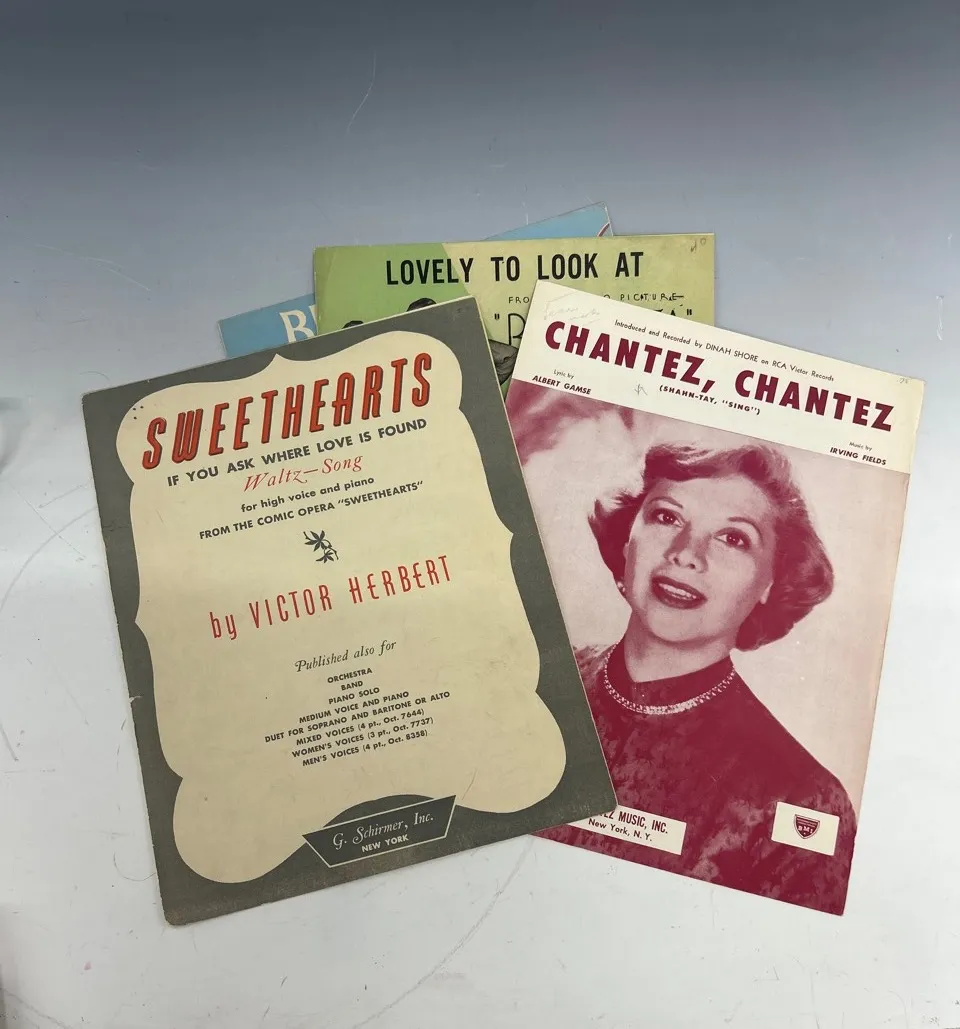 LOVELY TO LOOK AT
PICTURE
SWEETHEARTS
IF YOU ASK WHERE LOVE IS FOUND
Waltz-Song
for high voice and piano
FROM THE COMIC OPERA "SWEETHEARTS"
by VICTOR HERBERT
Published also for
ORCHESTRA
BAND
PIANO SOLO
MEDIUM VOICE AND PIANO
DUET FOR SOPRANO AND BARITONE OR ALTO
MIXED VOICES (4 pt., Oct. 7644)
WOMEN'S VOICES (3 pt., Oct. 7737)
MEN'S VOICES (4 pt., Oct. 8358)
G. Schirmer, Inc.
NEW YORK
Introduced and Recorded by DINAH SHORE on RCA Victor Records
CHANTEZ, CHANTEZ
(SHAHN-TAY, "SING")
Lyric by
ALBERT GAMSE
Music by
IRVING FIELDS
MUSIC, INC.
New York, N. Y.
BMI